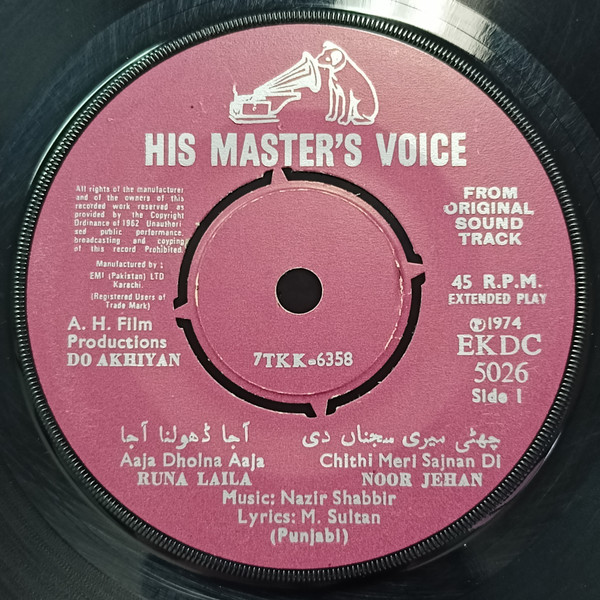 HIS MASTER'S VOICE
All rights of the manufacturer
and of the owners of this
recorded work reserved as
provided by the Copyright
Ordinance of 1962 Unauthori-
sed public performance
broadcasting and copying
of this record Prohibited.
Manufactured by :
EMI (Pakistan) LTD
Karachi.
(Registered Users of
Trade Mark)
A. H. Film
Productions
DO AKHIYAN
FROM
ORIGINAL
SOUND
TRACK
45 R.P.M.
EXTENDED PLAY
℗1974
EKDC
5026
Side 1
7TKK-6358
آجا ڈھولنا آجا
Aaja Dholna Aaja
RUNA LAILA
چھٹی میری سجناں دی
Chithi Meri Sajnan Di
NOOR JEHAN
Music: Nazir Shabbir
Lyrics: M. Sultan
(Punjabi)